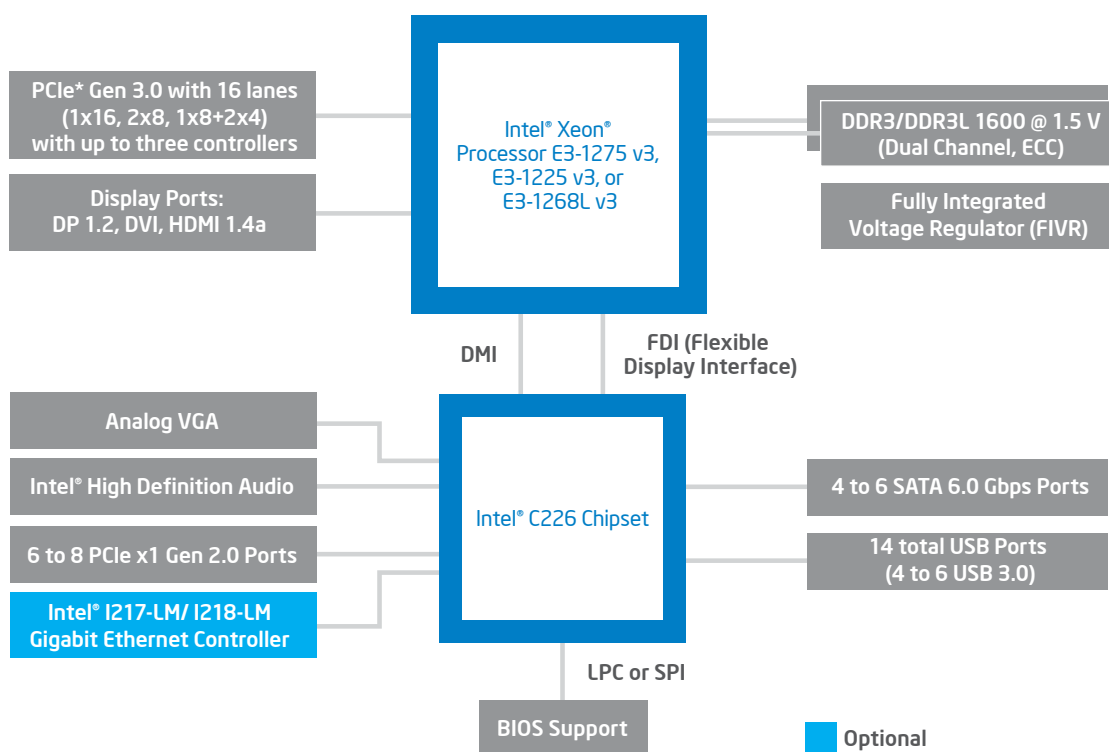 PCIe* Gen 3.0 with 16 lanes
(1x16, 2x8, 1x8+2x4)
with up to three controllers
Display Ports:
DP 1.2, DVI, HDMI 1.4a
Intel® Xeon®
Processor E3-1275 v3,
E3-1225 v3, or
E3-1268L v3
DDR3/DDR3L 1600 @ 1.5 V
(Dual Channel, ECC)
Fully Integrated
Voltage Regulator (FIVR)
DMI
FDI (Flexible
Display Interface)
Analog VGA
Intel® High Definition Audio
6 to 8 PCIe x1 Gen 2.0 Ports
Intel® I217-LM/ I218-LM
Gigabit Ethernet Controller
Intel® C226 Chipset
4 to 6 SATA 6.0 Gbps Ports
14 total USB Ports
(4 to 6 USB 3.0)
LPC or SPI
BIOS Support
Optional